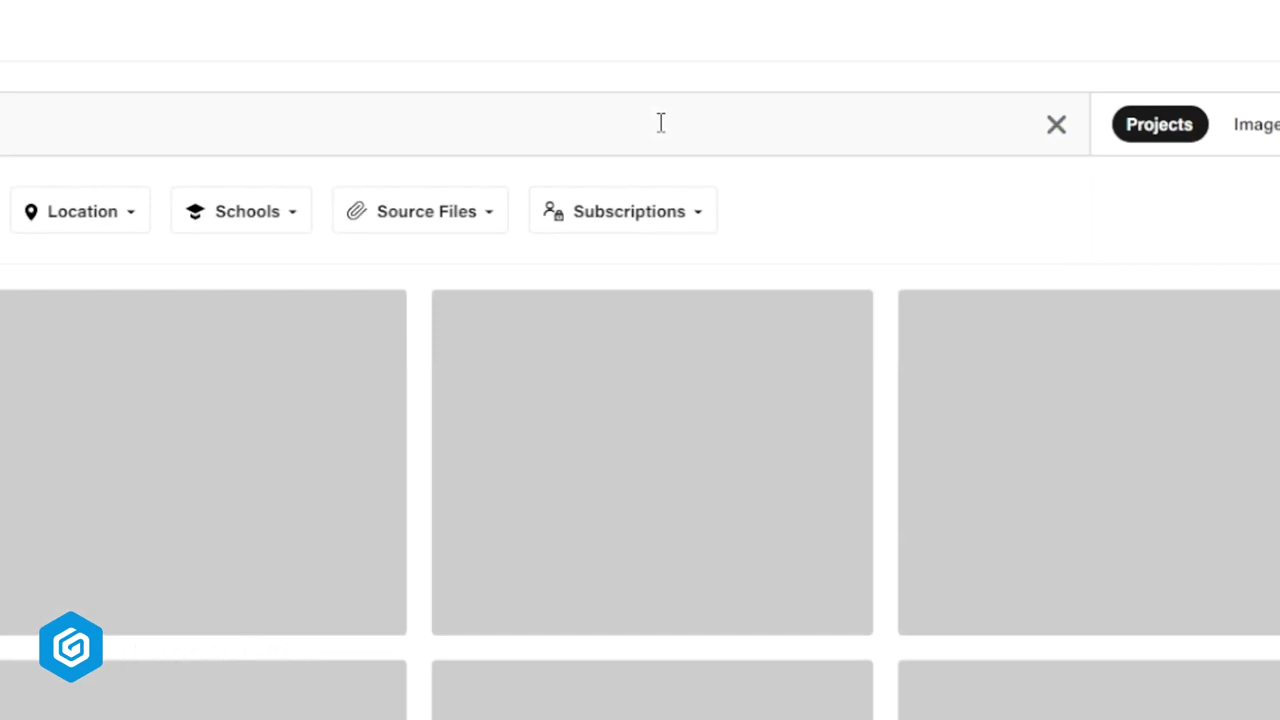 Projects
Image
Location
Schools
Source Files
Subscriptions